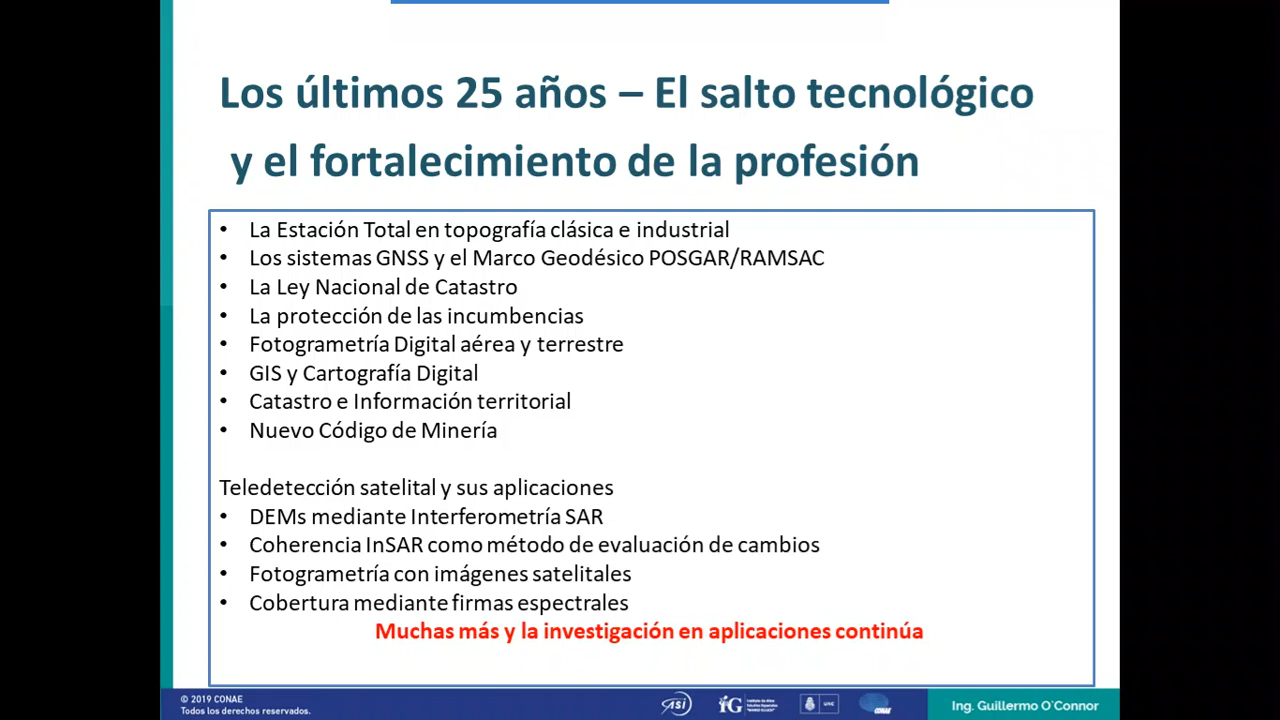 Los últimos 25 años – El salto tecnológico
y el fortalecimiento de la profesión
• La Estación Total en topografía clásica e industrial
• Los sistemas GNSS y el Marco Geodésico POSGAR/RAMSAC
• La Ley Nacional de Catastro
• La protección de las incumbencias
• Fotogrametría Digital aérea y terrestre
• GIS y Cartografía Digital
• Catastro e Información territorial
• Nuevo Código de Minería
Teledetección satelital y sus aplicaciones
• DEMs mediante Interferometría SAR
• Coherencia InSAR como método de evaluación de cambios
• Fotogrametría con imágenes satelitales
• Cobertura mediante firmas espectrales
Muchas más y la investigación en aplicaciones continúa
© 2019 CONAE
Todos los derechos reservados.
asi
iG
UNC
CONAE
Ing. Guillermo O`Connor